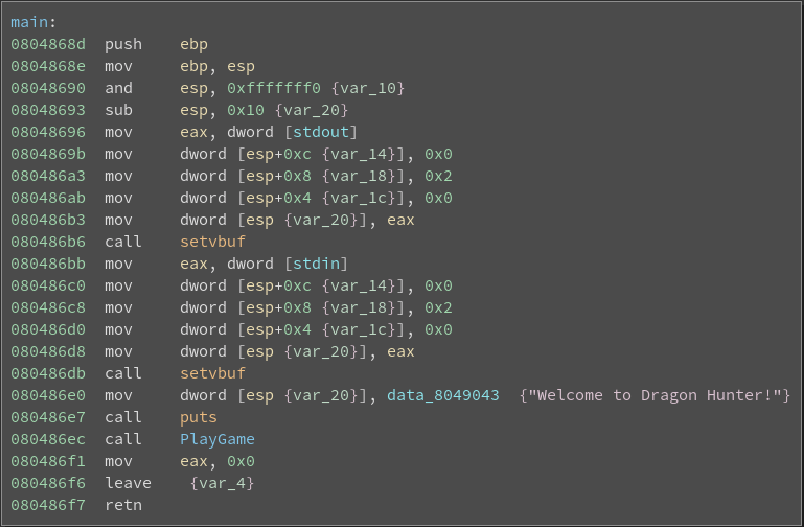 main:
0804868d push ebp
0804868e mov ebp, esp
08048690 and esp, 0xfffffff0 {var_10}
08048693 sub esp, 0x10 {var_20}
08048696 mov eax, dword [stdout]
0804869b mov dword [esp+0xc {var_14}], 0x0
080486a3 mov dword [esp+0x8 {var_18}], 0x2
080486ab mov dword [esp+0x4 {var_1c}], 0x0
080486b3 mov dword [esp {var_20}], eax
080486b6 call setvbuf
080486bb mov eax, dword [stdin]
080486c0 mov dword [esp+0xc {var_14}], 0x0
080486c8 mov dword [esp+0x8 {var_18}], 0x2
080486d0 mov dword [esp+0x4 {var_1c}], 0x0
080486d8 mov dword [esp {var_20}], eax
080486db call setvbuf
080486e0 mov dword [esp {var_20}], data_8049043 {"Welcome to Dragon Hunter!"}
080486e7 call puts
080486ec call PlayGame
080486f1 mov eax, 0x0
080486f6 leave {var_4}
080486f7 retn